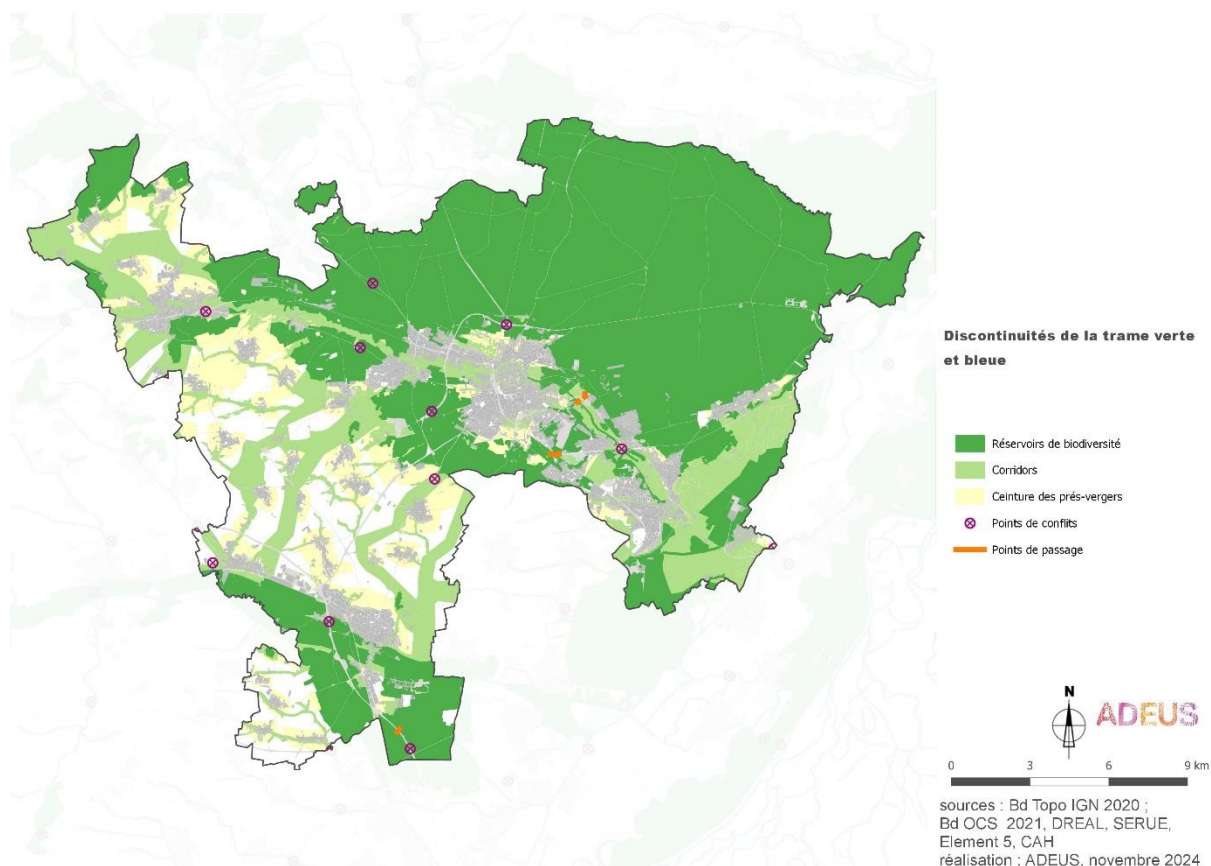 Discontinuités de la trame verte
et bleue
Réservoirs de biodiversité
Corridors
Ceinture des prés-vergers
Points de conflits
Points de passage
N
ADEUS
0 3 6 9 km
sources : Bd Topo IGN 2020 ;
Bd OCS 2021, DREAL, SERUE,
Element 5, CAH
réalisation : ADEUS, novembre 2024